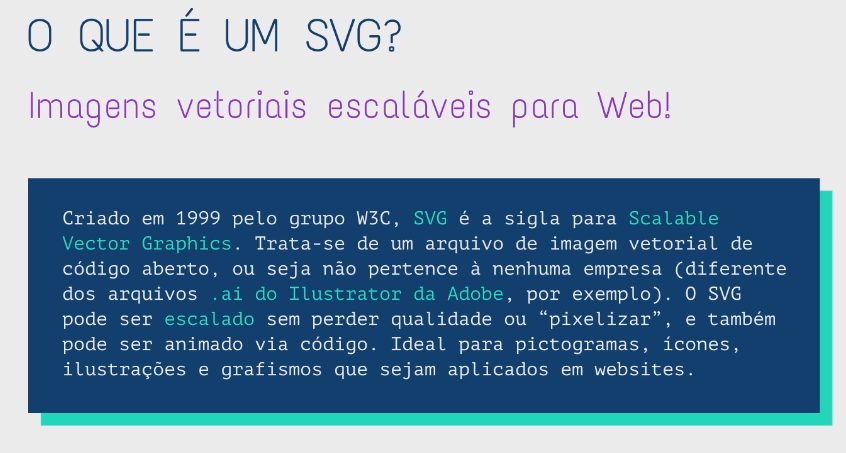 O QUE É UM SVG?
Imagens vetoriais escaláveis para Web!
Criado em 1999 pelo grupo W3C, SVG é a sigla para Scalable
Vector Graphics. Trata-se de um arquivo de imagem vetorial de
código aberto, ou seja não pertence à nenhuma empresa (diferente
dos arquivos .ai do Ilustrator da Adobe, por exemplo). O SVG
pode ser escalado sem perder qualidade ou “pixelizar”, e também
pode ser animado via código. Ideal para pictogramas, ícones,
ilustrações e grafismos que sejam aplicados em websites.